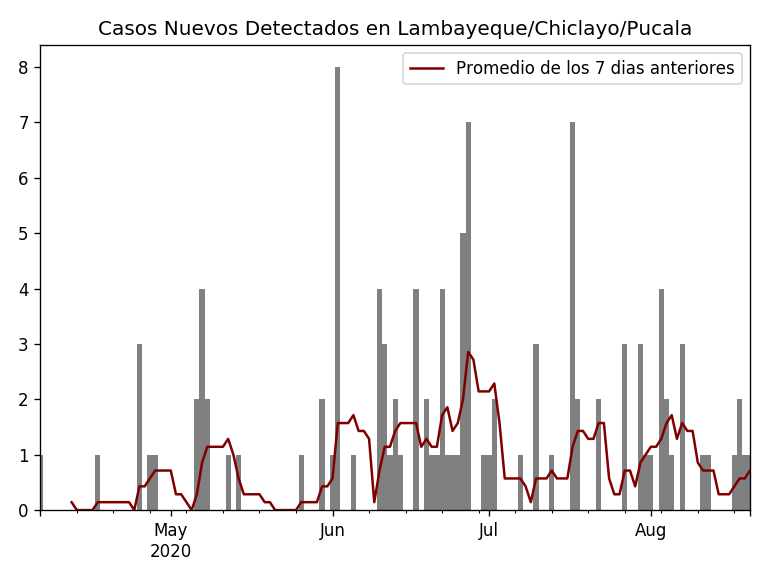 Casos Nuevos Detectados en Lambayeque/Chiclayo/Pucala
Promedio de los 7 dias anteriores
8
7
6
5
4
3
2
1
0
May
2020
Jun
Jul
Aug